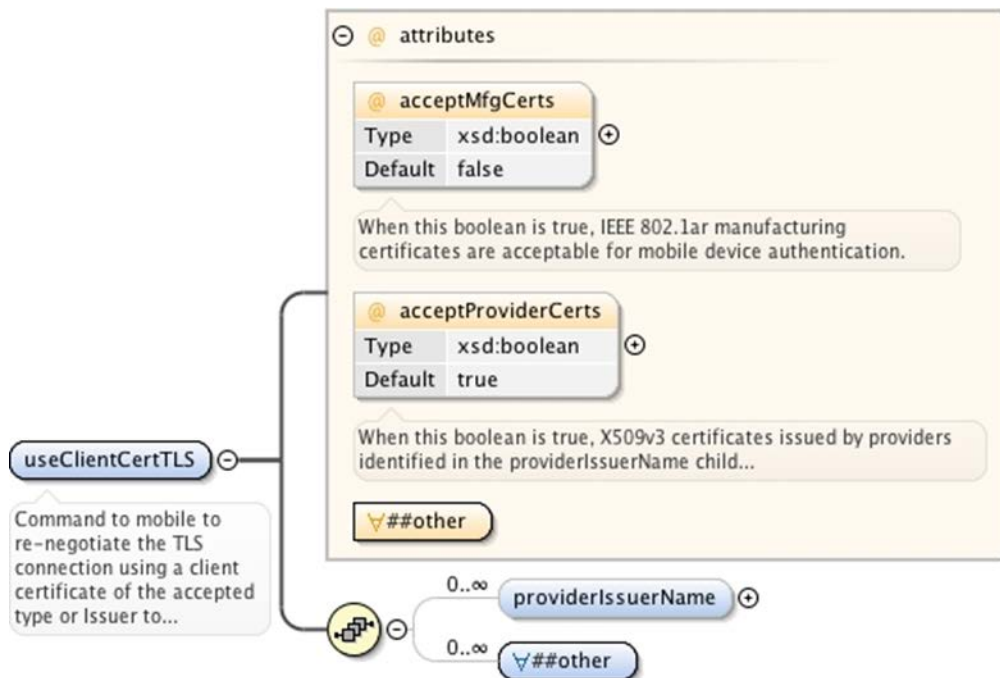 attributes
@ acceptMfgCerts
Type xsd:boolean
Default false
When this boolean is true, IEEE 802.1ar manufacturing
certificates are acceptable for mobile device authentication.
@ acceptProviderCerts
Type xsd:boolean
Default true
When this boolean is true, X509v3 certificates issued by providers
identified in the providerIssuerName child...
∀##other
useClientCertTLS
Command to mobile to
re-negotiate the TLS
connection using a client
certificate of the accepted
type or Issuer to...
0..∞
providerIssuerName
0..∞
∀##other